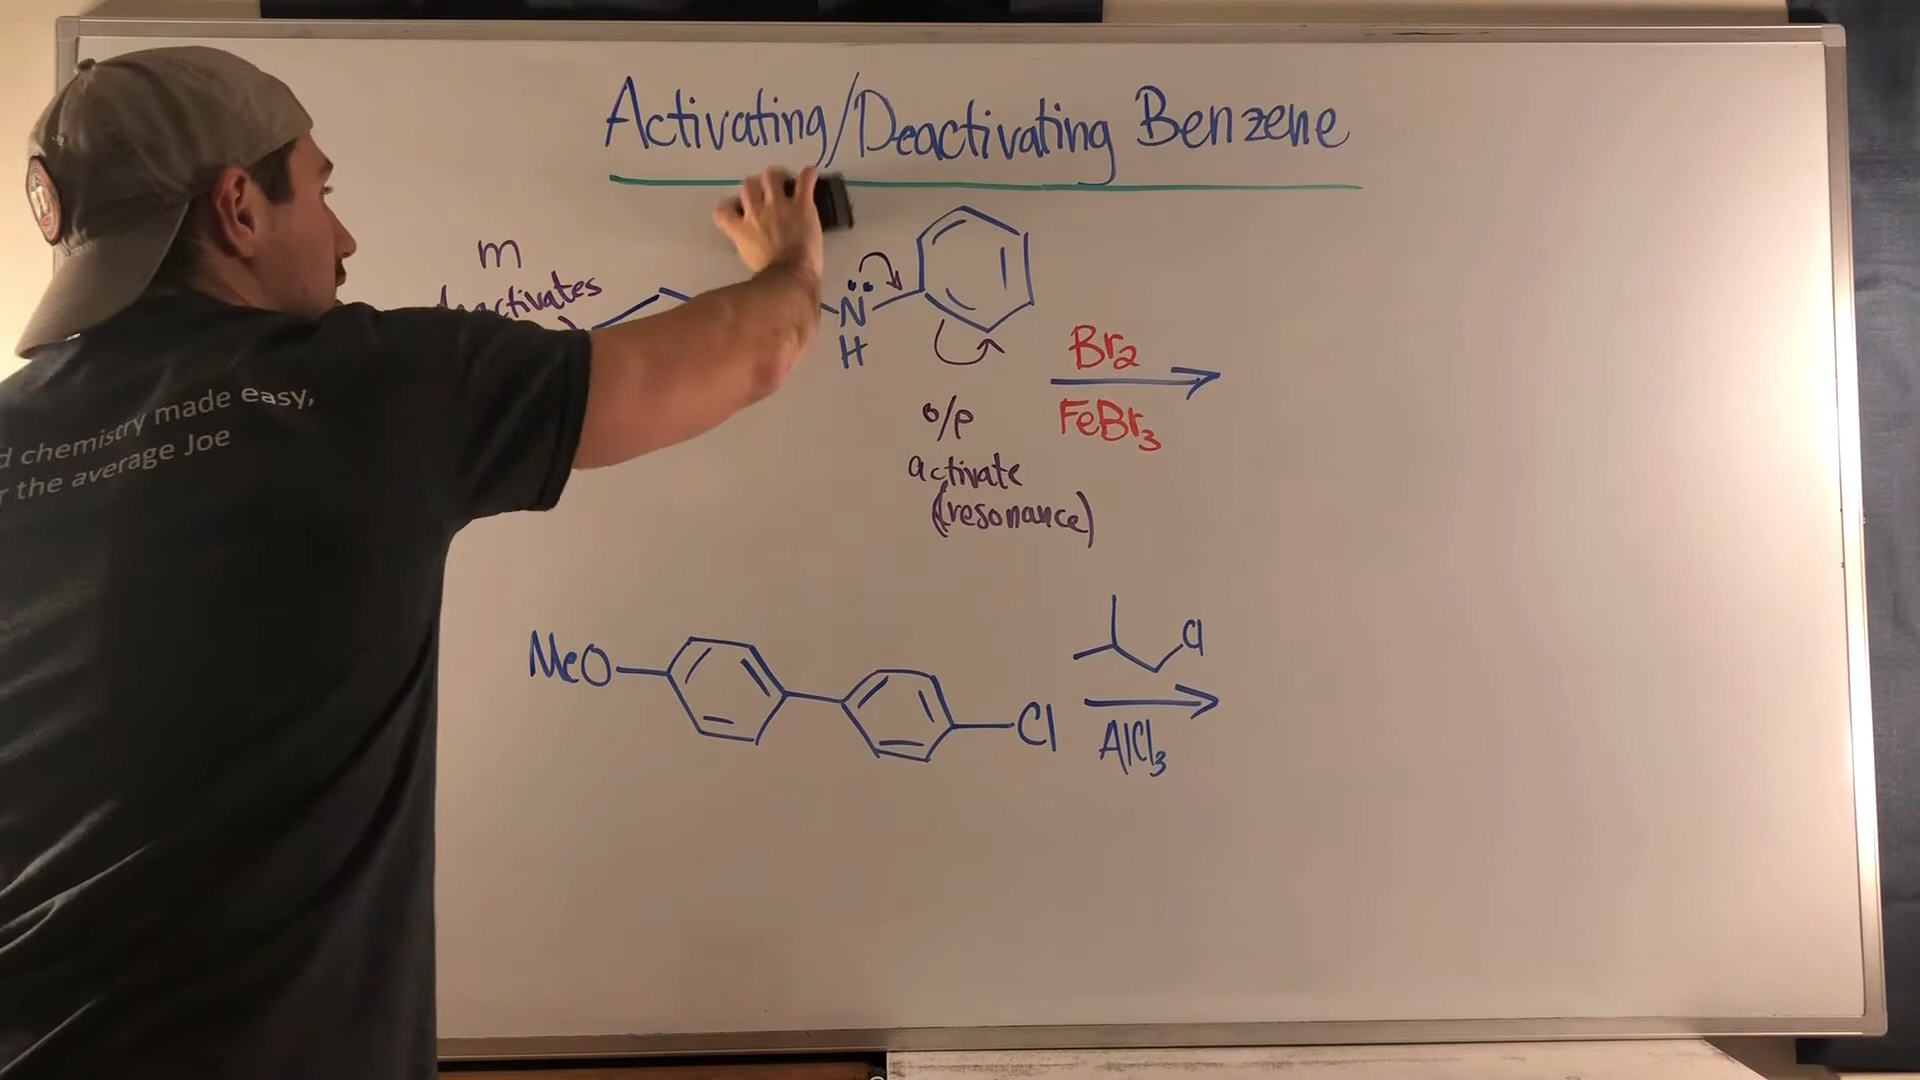 Activating/Deactivating Benzene
m
deactivates
N
H
Br2
FeBr3
o/p
activate
(resonance)
chemistry made easy,
the average Joe
MeO
Cl
Cl
AlCl3